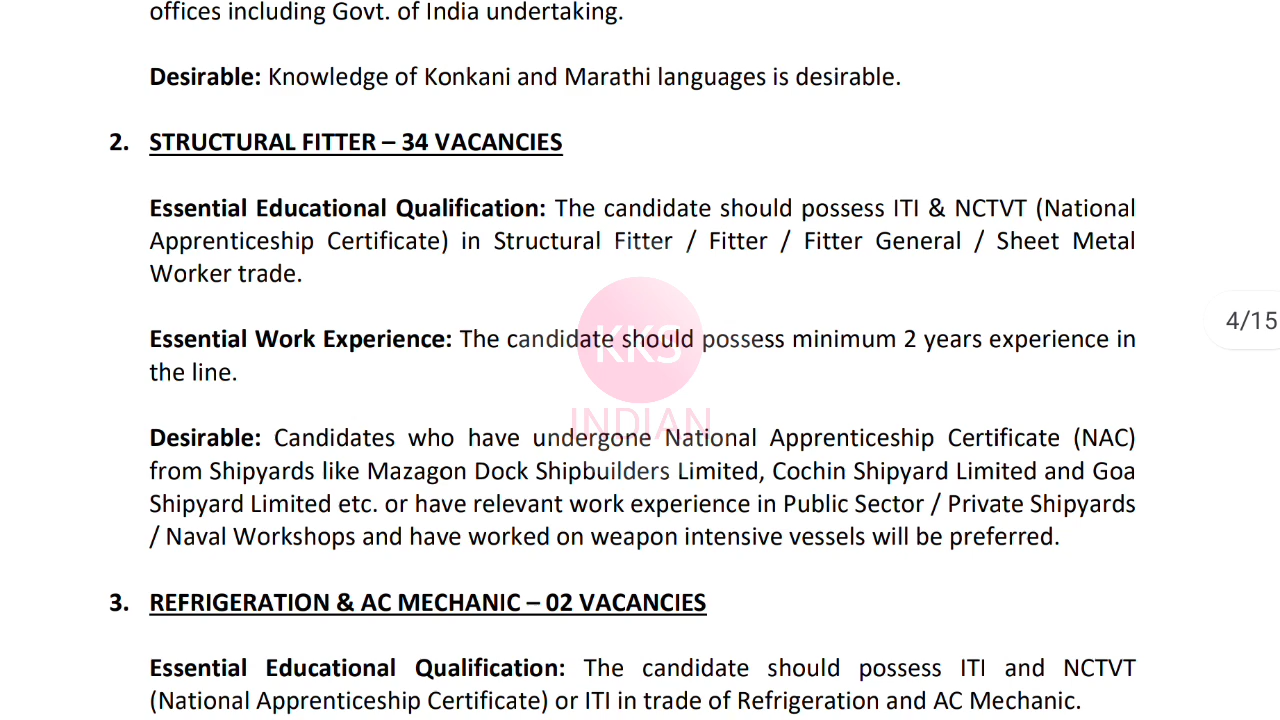 offices including Govt. of India undertaking.
Desirable: Knowledge of Konkani and Marathi languages is desirable.
2. STRUCTURAL FITTER – 34 VACANCIES
Essential Educational Qualification: The candidate should possess ITI & NCTVT (National
Apprenticeship Certificate) in Structural Fitter / Fitter / Fitter General / Sheet Metal
Worker trade.
4/15
Essential Work Experience: The candidate should possess minimum 2 years experience in
the line.
KKS
INDIAN
Desirable: Candidates who have undergone National Apprenticeship Certificate (NAC)
from Shipyards like Mazagon Dock Shipbuilders Limited, Cochin Shipyard Limited and Goa
Shipyard Limited etc. or have relevant work experience in Public Sector / Private Shipyards
/ Naval Workshops and have worked on weapon intensive vessels will be preferred.
3. REFRIGERATION & AC MECHANIC – 02 VACANCIES
Essential Educational Qualification: The candidate should possess ITI and NCTVT
(National Apprenticeship Certificate) or ITI in trade of Refrigeration and AC Mechanic.